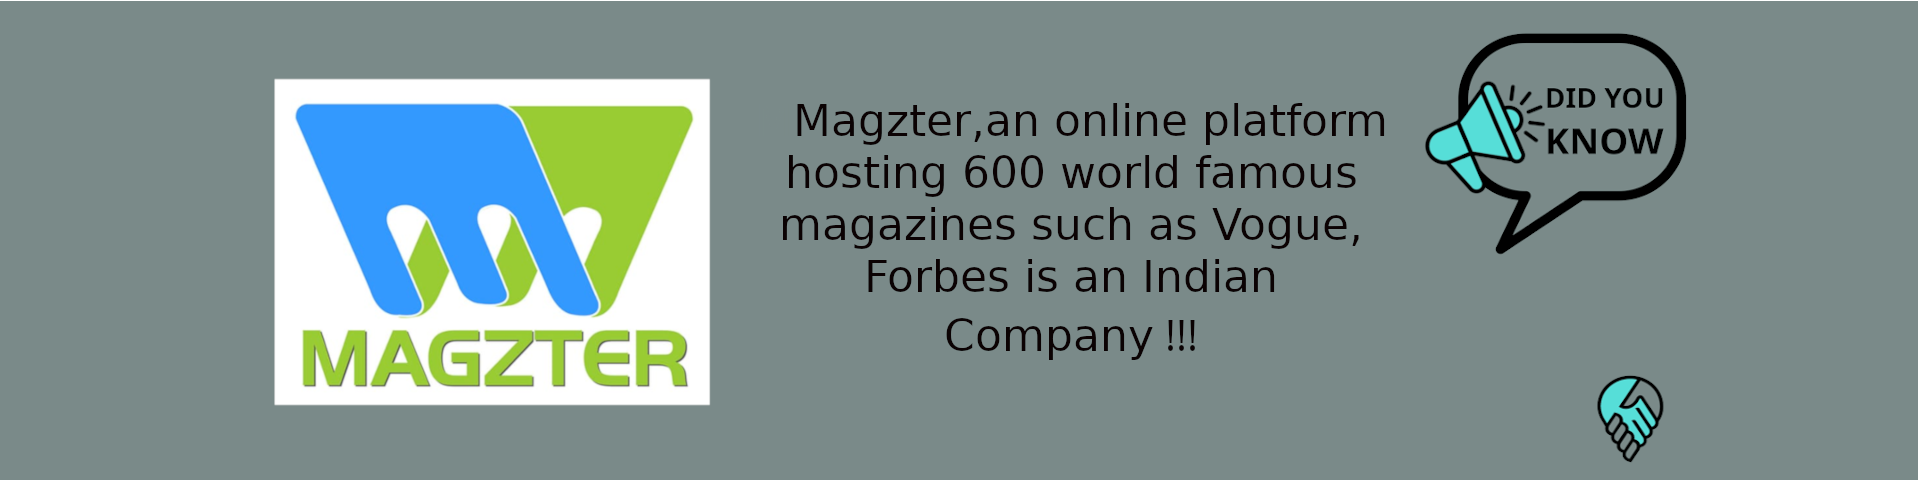 MAGZTER
Magzter,an online platform
hosting 600 world famous
magazines such as Vogue,
Forbes is an Indian
Company !!!
DID YOU
KNOW